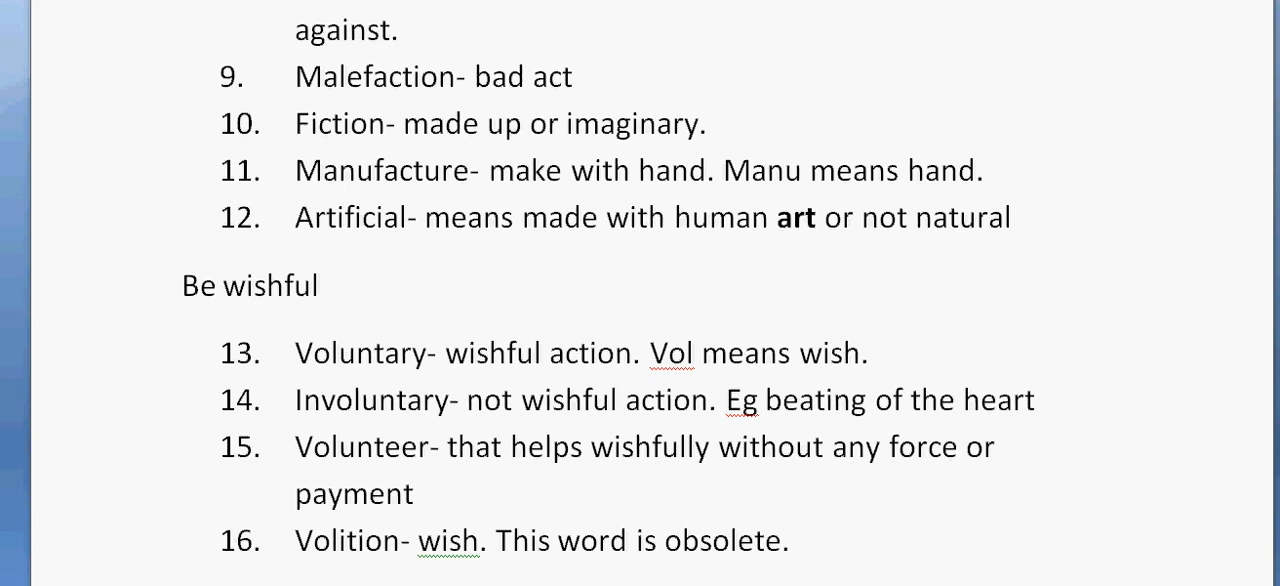 against.
9. Malefaction- bad act
10. Fiction- made up or imaginary.
11. Manufacture- make with hand. Manu means hand.
12. Artificial- means made with human art or not natural
Be wishful
13. Voluntary- wishful action. Vol means wish.
14. Involuntary- not wishful action. Eg beating of the heart
15. Volunteer- that helps wishfully without any force or
payment
16. Volition- wish. This word is obsolete.